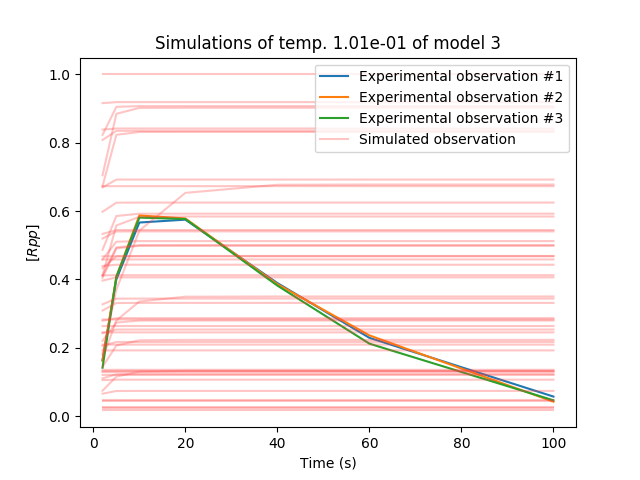 Simulations of temp. 1.01e-01 of model 3
1.0
0.8
0.6
0.4
0.2
0.0
[Rpp]
Experimental observation #1
Experimental observation #2
Experimental observation #3
Simulated observation
0
20
40
60
80
100
Time (s)